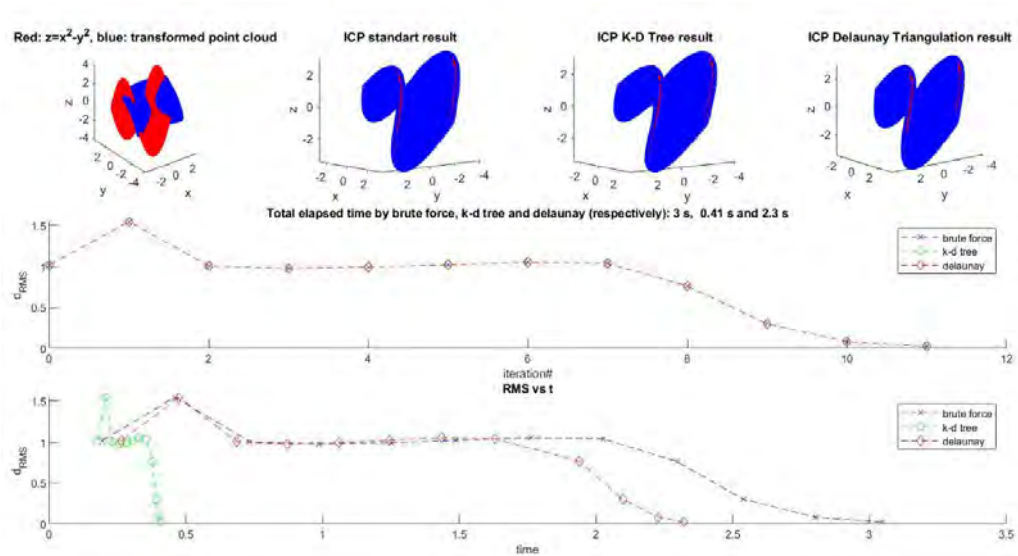 Red: z=x²-y², blue: transformed point cloud
ICP standart result
ICP K-D Tree result
ICP Delaunay Triangulation result
4
2
0
-2
-4
z
2
0
-2
-4
y
-2
0
2
x
2
0
-2
z
-2
0
2
x
2
0
-2
-4
y
2
0
-2
z
-2
0
2
x
2
0
-2
-4
y
2
0
-2
z
-2
0
2
x
2
0
-2
-4
y
Total elapsed time by brute force, k-d tree and delaunay (respectively): 3 s, 0.41 s and 2.3 s
1.5
1
0.5
0
dRMS
brute force
k-d tree
delaunay
0
2
4
6
8
10
12
iteration#
RMS vs t
1.5
1
0.5
0
dRMS
brute force
k-d tree
delaunay
0.5
1
1.5
2
2.5
3
3.5
time